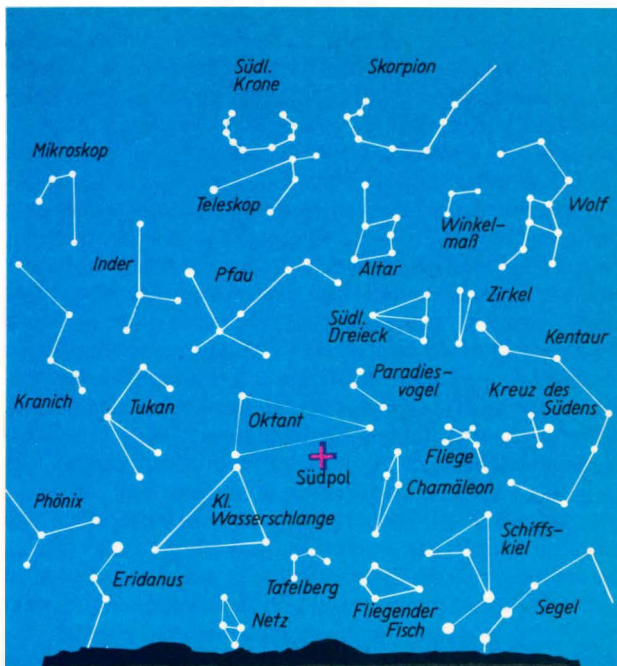 Südl.
Krone
Skorpion
Mikroskop
Teleskop
Winkel-
maß
Wolf
Inder
Pfau
Altar
Zirkel
Südl.
Dreieck
Kentaur
Paradies-
vogel
Kreuz des
Südens
Kranich
Tukan
Oktant
Fliege
Südpol
Chamäleon
Phönix
Kl.
Wasserschlange
Schiffs-
kiel
Eridanus
Tafelberg
Fliegender
Fisch
Segel
Netz